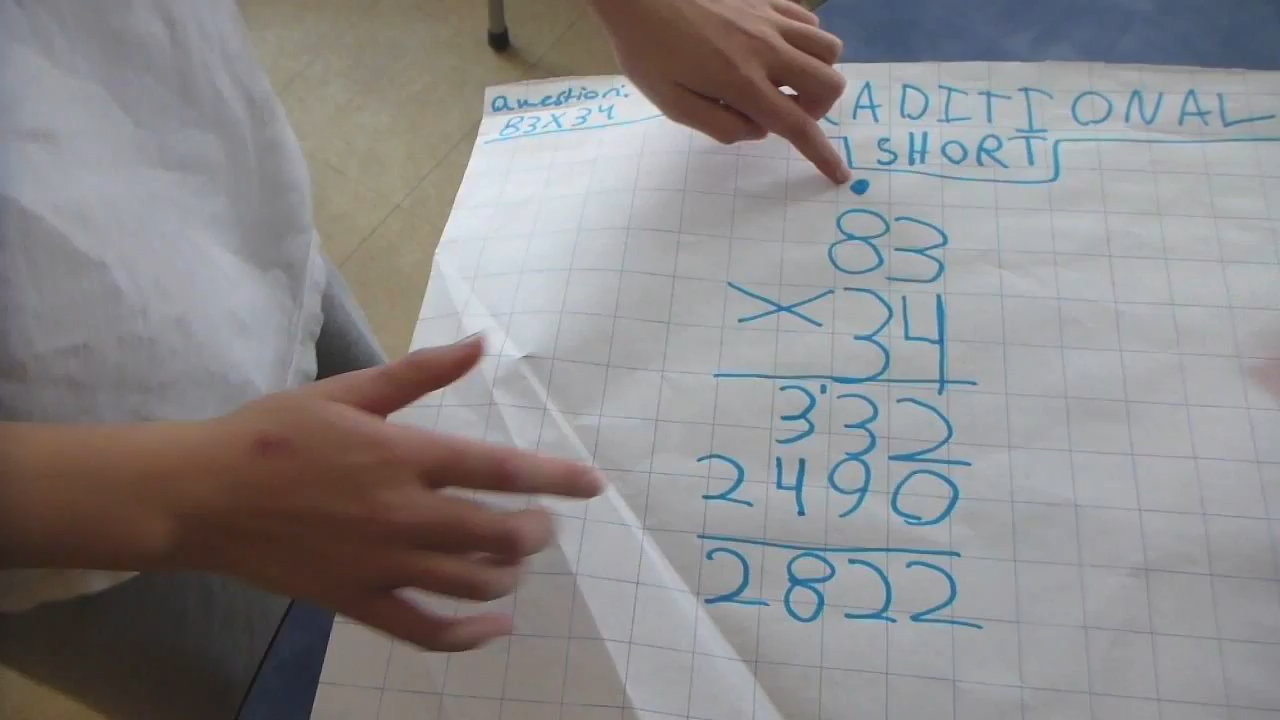 Question:
83X34
RADITIONAL
SHORT
83
X34
332
2490
2822